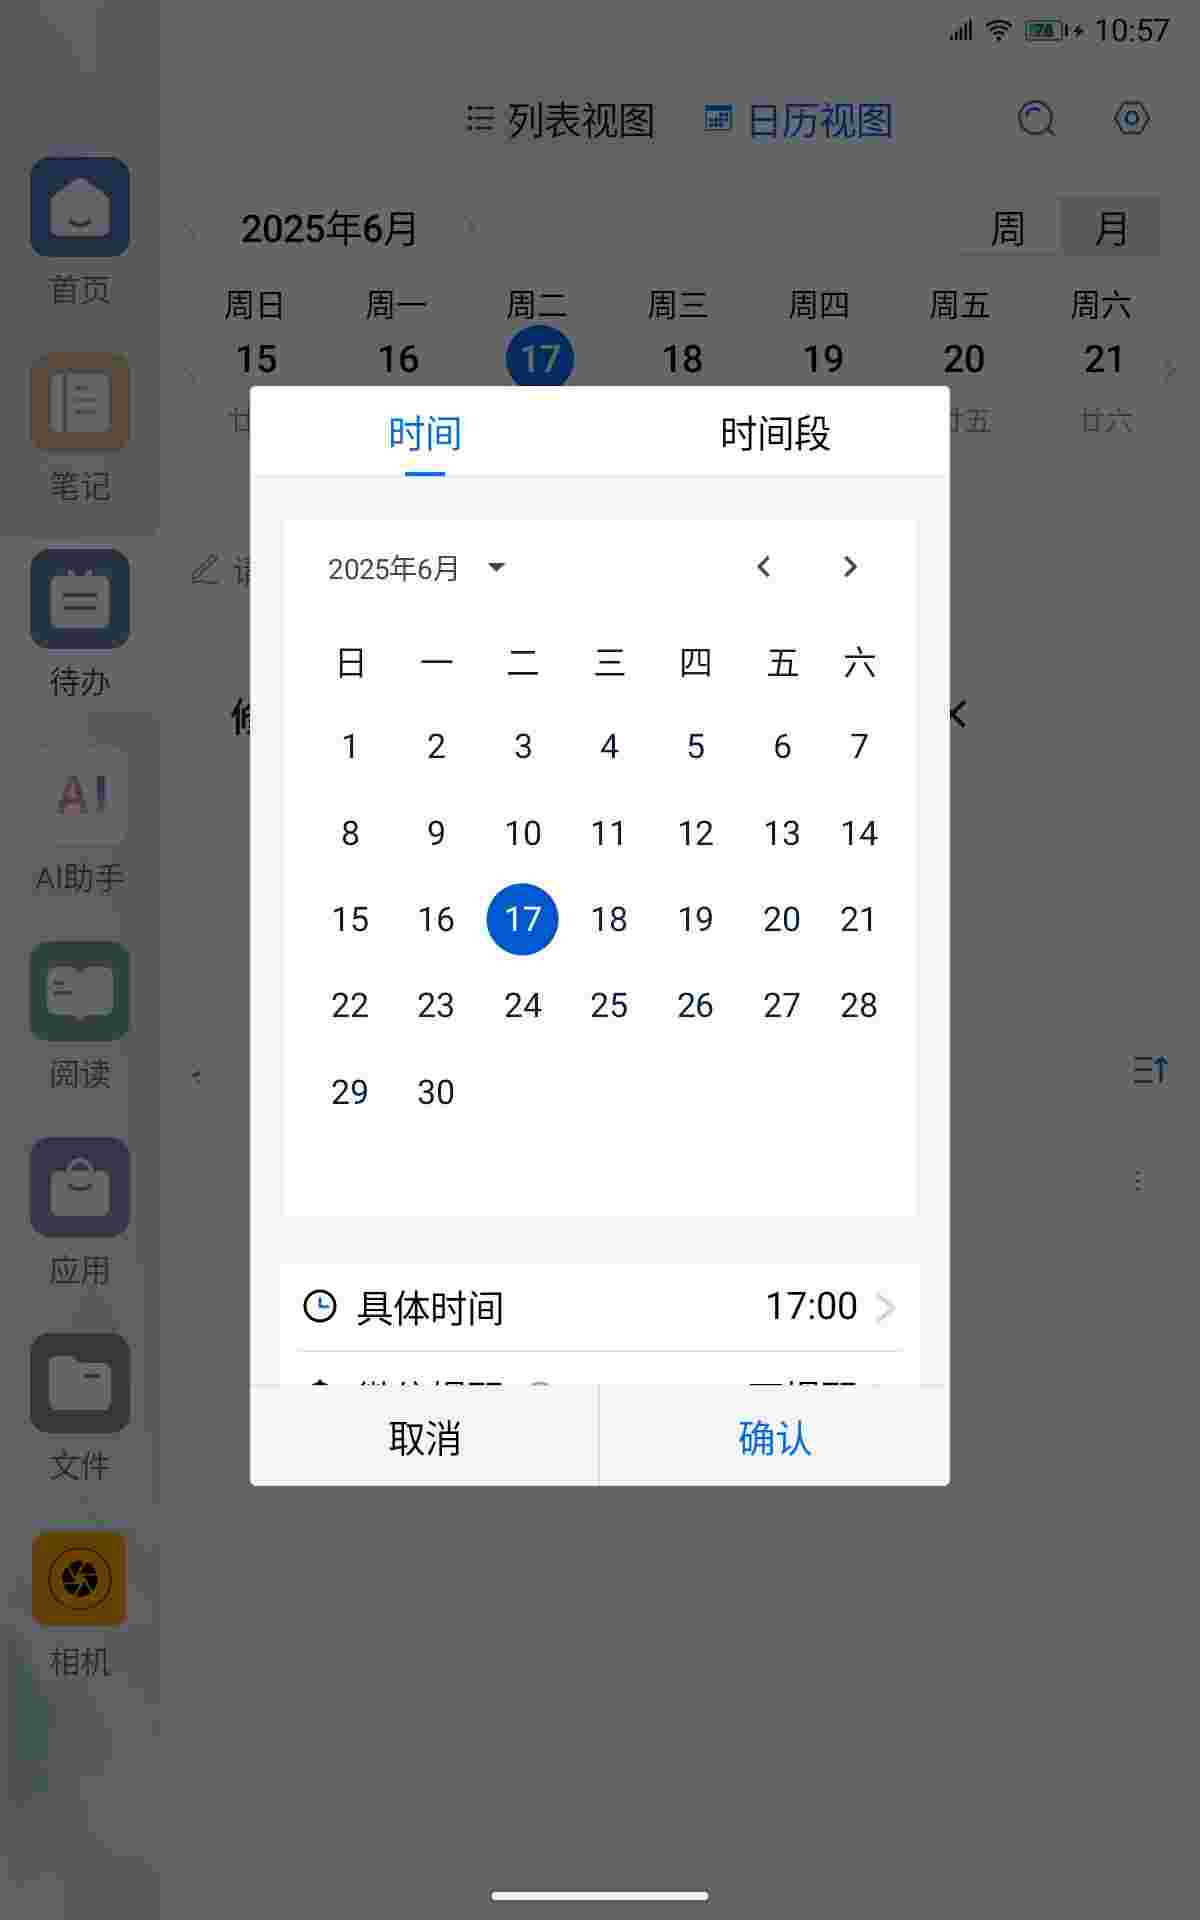 74 10:57
列表视图 日历视图
2025年6月 周 月
周日 周一 周二 周三 周四 周五 周六
15 16 17 18 19 20 21
廿五 廿六
首页
笔记
待办
AI
AI助手
阅读
应用
文件
相机
时间 时间段
2025年6月
日 一 二 三 四 五 六
1 2 3 4 5 6 7
8 9 10 11 12 13 14
15 16 17 18 19 20 21
22 23 24 25 26 27 28
29 30
具体时间 17:00
取消 确认